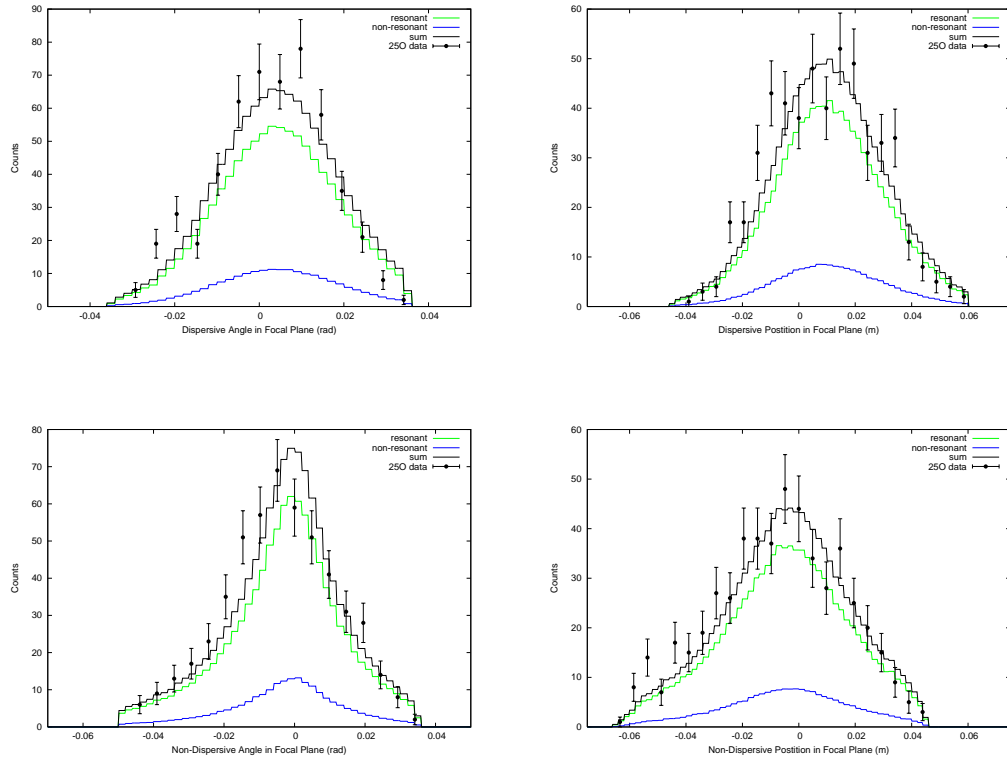 90
80
70
60
50
40
30
20
10
0
Counts
resonant
non-resonant
sum
25O data
-0.04 -0.02 0 0.02 0.04
Dispersive Angle in Focal Plane (rad)
60
50
40
30
20
10
0
Counts
resonant
non-resonant
sum
25O data
-0.06 -0.04 -0.02 0 0.02 0.04 0.06
Dispersive Postition in Focal Plane (m)
80
70
60
50
40
30
20
10
0
Counts
resonant
non-resonant
sum
25O data
-0.06 -0.04 -0.02 0 0.02 0.04
Non-Dispersive Angle in Focal Plane (rad)
60
50
40
30
20
10
0
Counts
resonant
non-resonant
sum
25O data
-0.06 -0.04 -0.02 0 0.02 0.04 0.06
Non-Dispersive Postition in Focal Plane (m)